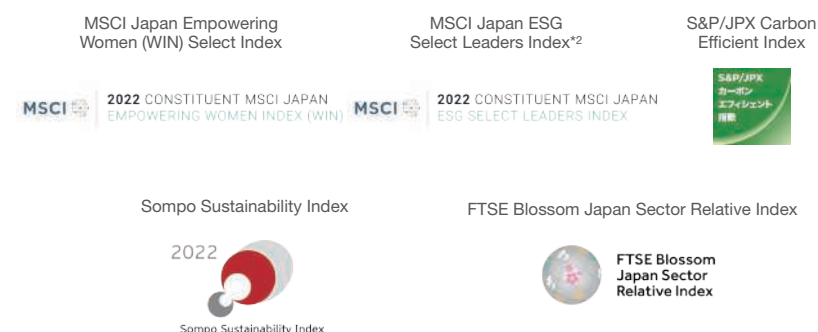 MSCI Japan Empowering
Women (WIN) Select Index
MSCI Japan ESG
Select Leaders Index*2
S&P/JPX Carbon
Efficient Index
MSCI
2022 CONSTITUENT MSCI JAPAN
EMPOWERING WOMEN INDEX (WIN)
MSCI
2022 CONSTITUENT MSCI JAPAN
ESG SELECT LEADERS INDEX
S&P/JPX
カーボン
エフィシェント
指数
Sompo Sustainability Index
FTSE Blossom Japan Sector Relative Index
2022
Sompo Sustainability Index
FTSE Blossom
Japan Sector
Relative Index